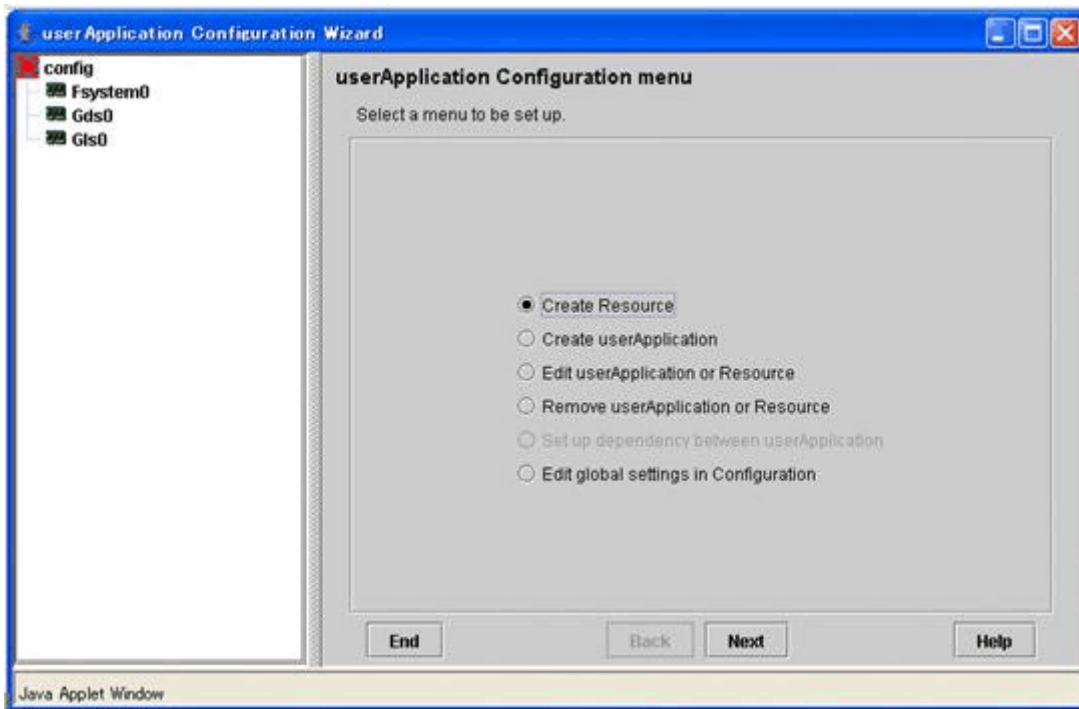 userApplication Configuration Wizard
config
Fsystem0
Gds0
Gls0
userApplication Configuration menu
Select a menu to be set up.
Create Resource
Create userApplication
Edit userApplication or Resource
Remove userApplication or Resource
Set up dependency between userApplication
Edit global settings in Configuration
End Back Next Help
Java Applet Window